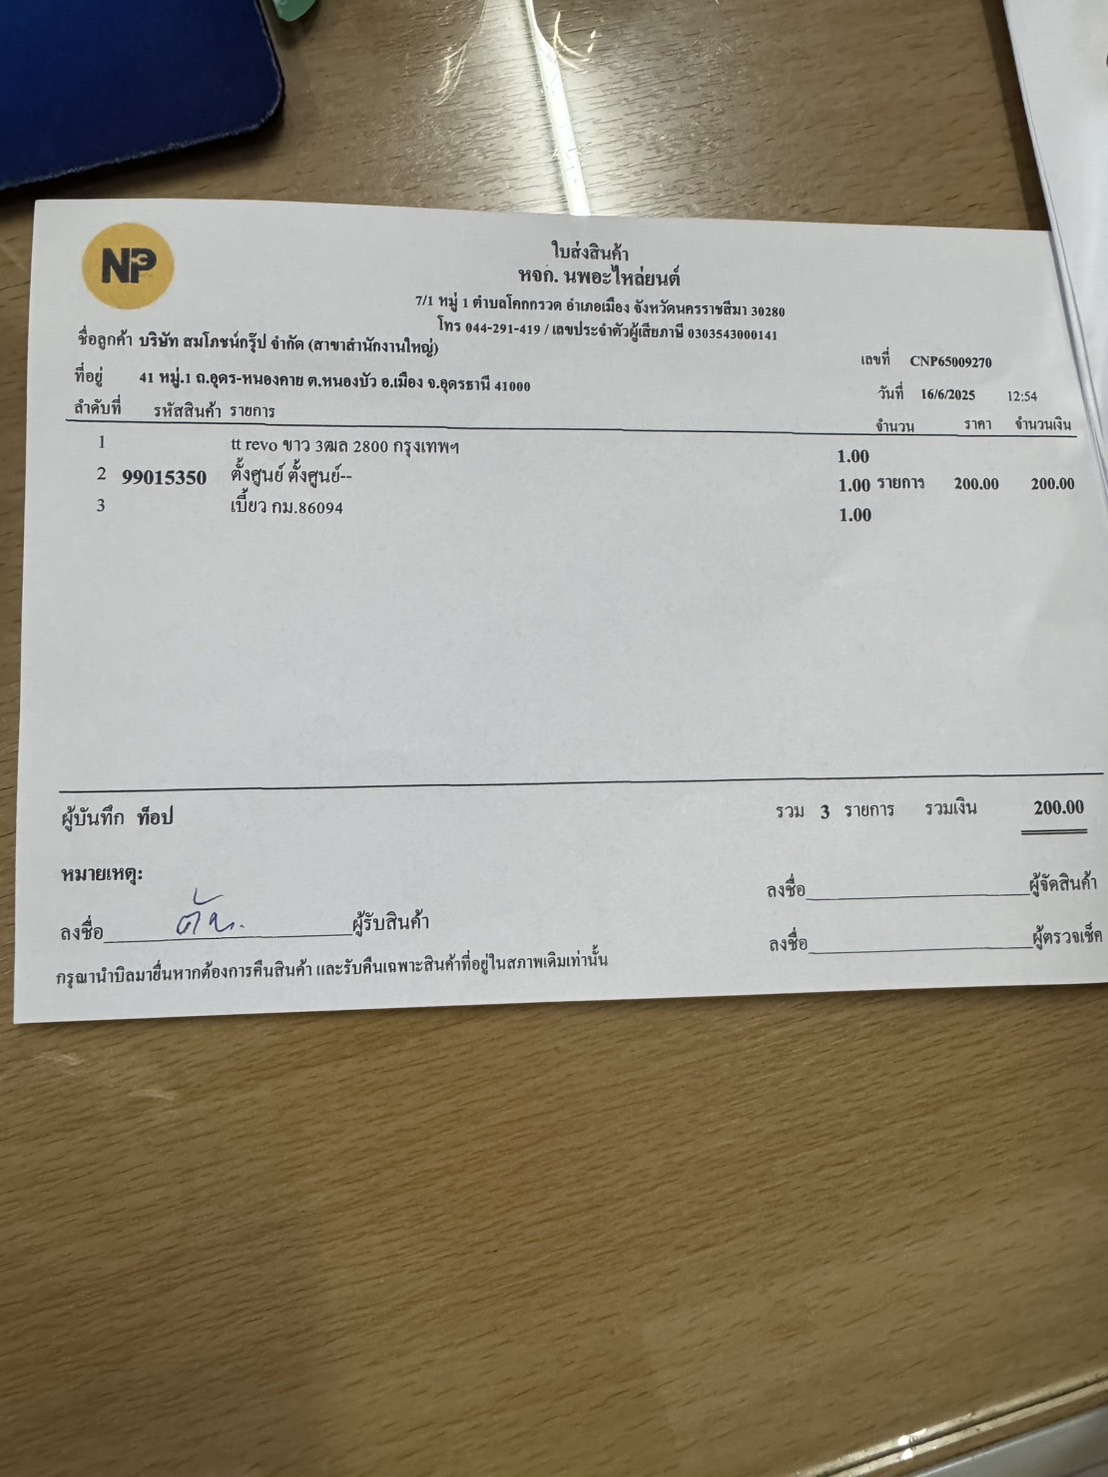 NP3
ใบส่งสินค้า
หจก. นพอะไหล่ยนต์
7/1 หมู่ 1 ตำบลโคกกรวด อำเภอเมือง จังหวัดนครราชสีมา 30280
โทร 044-291-419 / เลขประจำตัวผู้เสียภาษี 0303543000141
ชื่อลูกค้า บริษัท สมโภชน์กรุ๊ป จำกัด (สาขาสำนักงานใหญ่)
เลขที่ CNP65009270
ที่อยู่ 41 หมู่.1 ถ.อุดร-หนองคาย ต.หนองบัว อ.เมือง จ.อุดรธานี 41000
วันที่ 16/6/2025 12:54
ลำดับที่ รหัสสินค้า รายการ จำนวน ราคา จำนวนเงิน
1 tt revo ขาว 3ฒล 2800 กรุงเทพฯ 1.00
2 99015350 ตั้งศูนย์ ตั้งศูนย์-- 1.00 รายการ 200.00 200.00
3 เบี้ยว กม.86094 1.00
ผู้บันทึก ท็อป รวม 3 รายการ รวมเงิน 200.00
หมายเหตุ:
ลงชื่อ ผู้จัดสินค้า
ลงชื่อ ผู้รับสินค้า
ลงชื่อ ผู้ตรวจเช็ค
กรุณานำบิลมายื่นหากต้องการคืนสินค้า และรับคืนเฉพาะสินค้าที่อยู่ในสภาพเดิมเท่านั้น